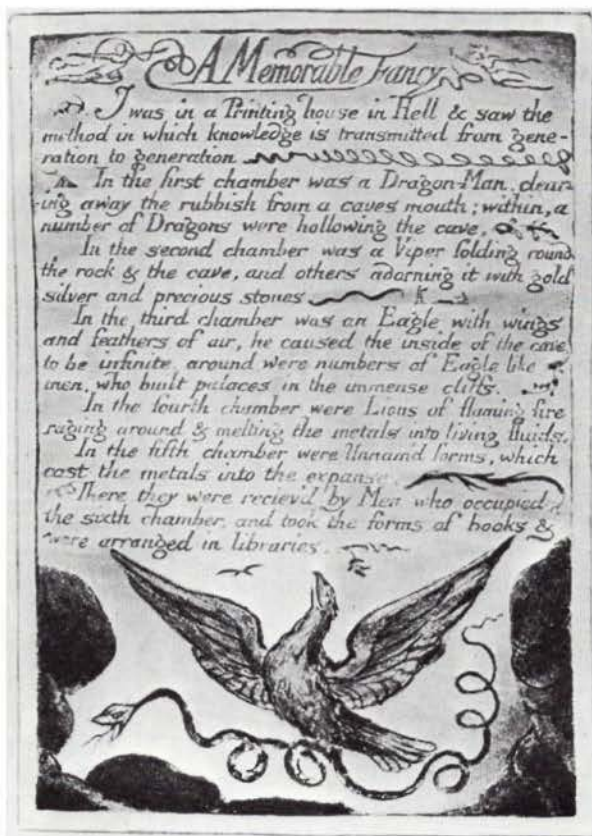 A Memorable Fancy
I was in a Printing house in Hell & saw the
method in which knowledge is transmitted from gene-
ration to generation
In the first chamber was a Dragon-Man, clear-
ing away the rubbish from a caves mouth; within, a
number of Dragons were hollowing the cave,
In the second chamber was a Viper folding round
the rock & the cave, and others adorning it with gold
silver and precious stones
In the third chamber was an Eagle with wings
and feathers of air, he caused the inside of the cave
to be infinite, around were numbers of Eagle like
men, who built palaces in the immense cliffs.
In the fourth chamber were Lions of flaming fire
raging around & melting the metals into living fluids.
In the fifth chamber were Unnam'd forms, which
cast the metals into the expanse
There they were reciev'd by Men who occupied
the sixth chamber, and took the forms of books &
were arranged in libraries.